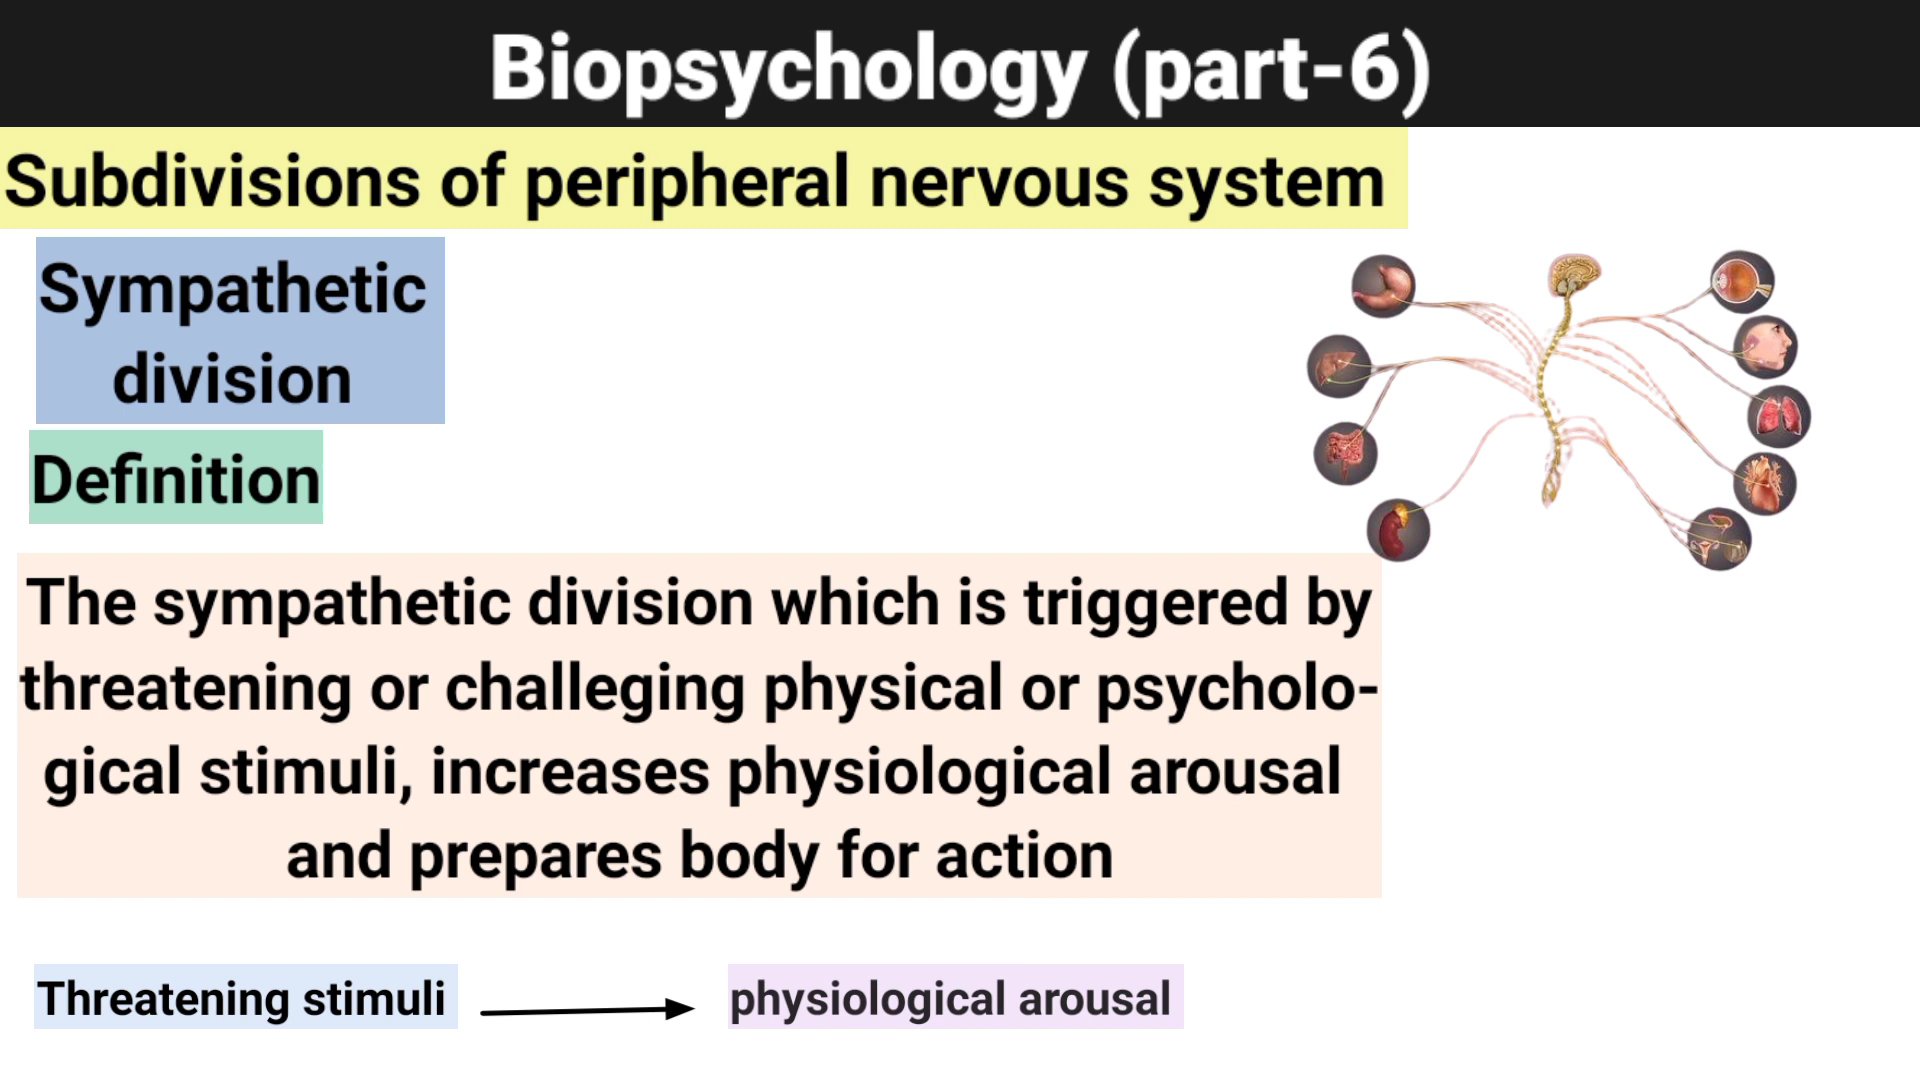 Biopsychology (part-6)
Subdivisions of peripheral nervous system
Sympathetic
division
Definition
The sympathetic division which is triggered by
threatening or challeging physical or psycholo-
gical stimuli, increases physiological arousal
and prepares body for action
Threatening stimuli
physiological arousal